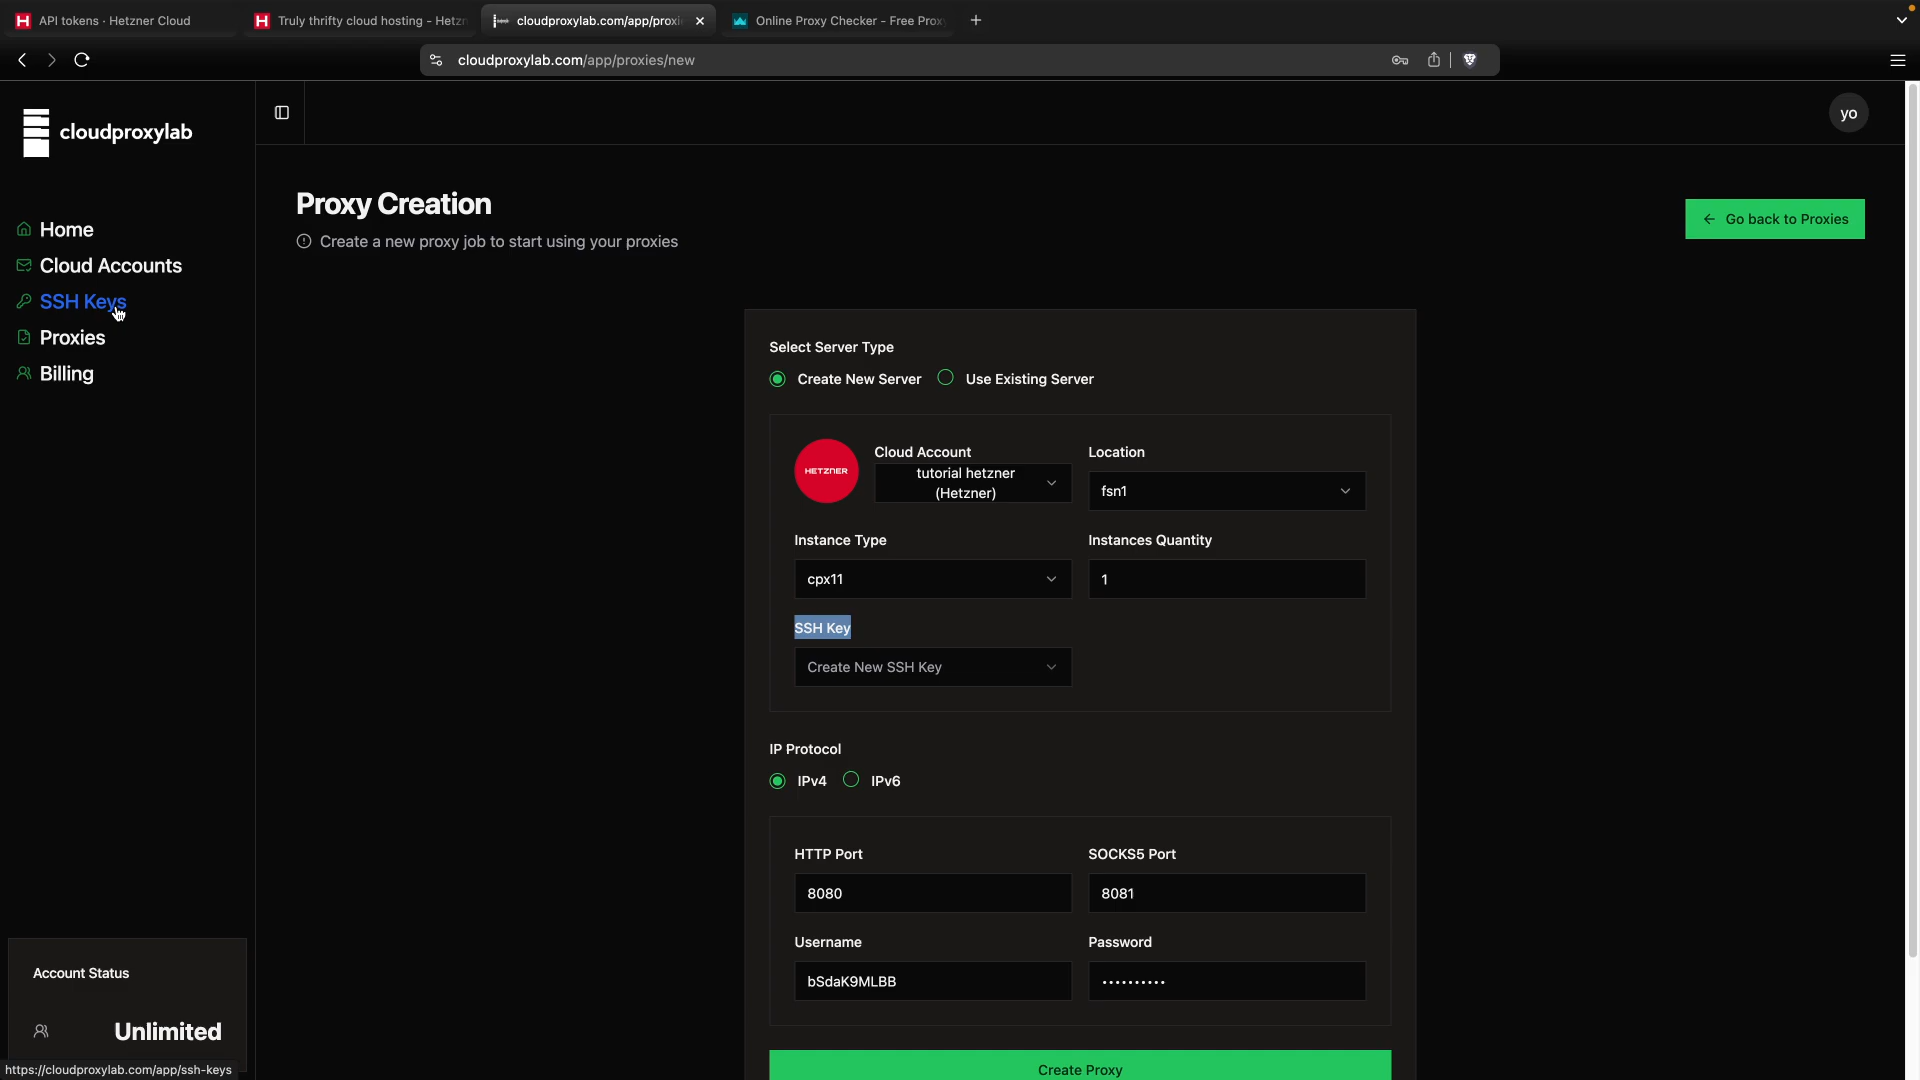 API tokens · Hetzner Cloud
Truly thrifty cloud hosting - Hetz
cloudproxylab.com/app/proxi
Online Proxy Checker - Free Prox
cloudproxylab.com/app/proxies/new
cloudproxylab
yo
Home
Cloud Accounts
SSH Keys
Proxies
Billing
Proxy Creation
Create a new proxy job to start using your proxies
← Go back to Proxies
Select Server Type
Create New Server
Use Existing Server
HETZNER
Cloud Account
tutorial hetzner
(Hetzner)
Location
fsn1
Instance Type
cpx11
Instances Quantity
1
SSH Key
Create New SSH Key
IP Protocol
IPv4
IPv6
HTTP Port
8080
SOCKS5 Port
8081
Username
bSdaK9MLBB
Password
••••••••••
Create Proxy
Account Status
Unlimited
https://cloudproxylab.com/app/ssh-keys